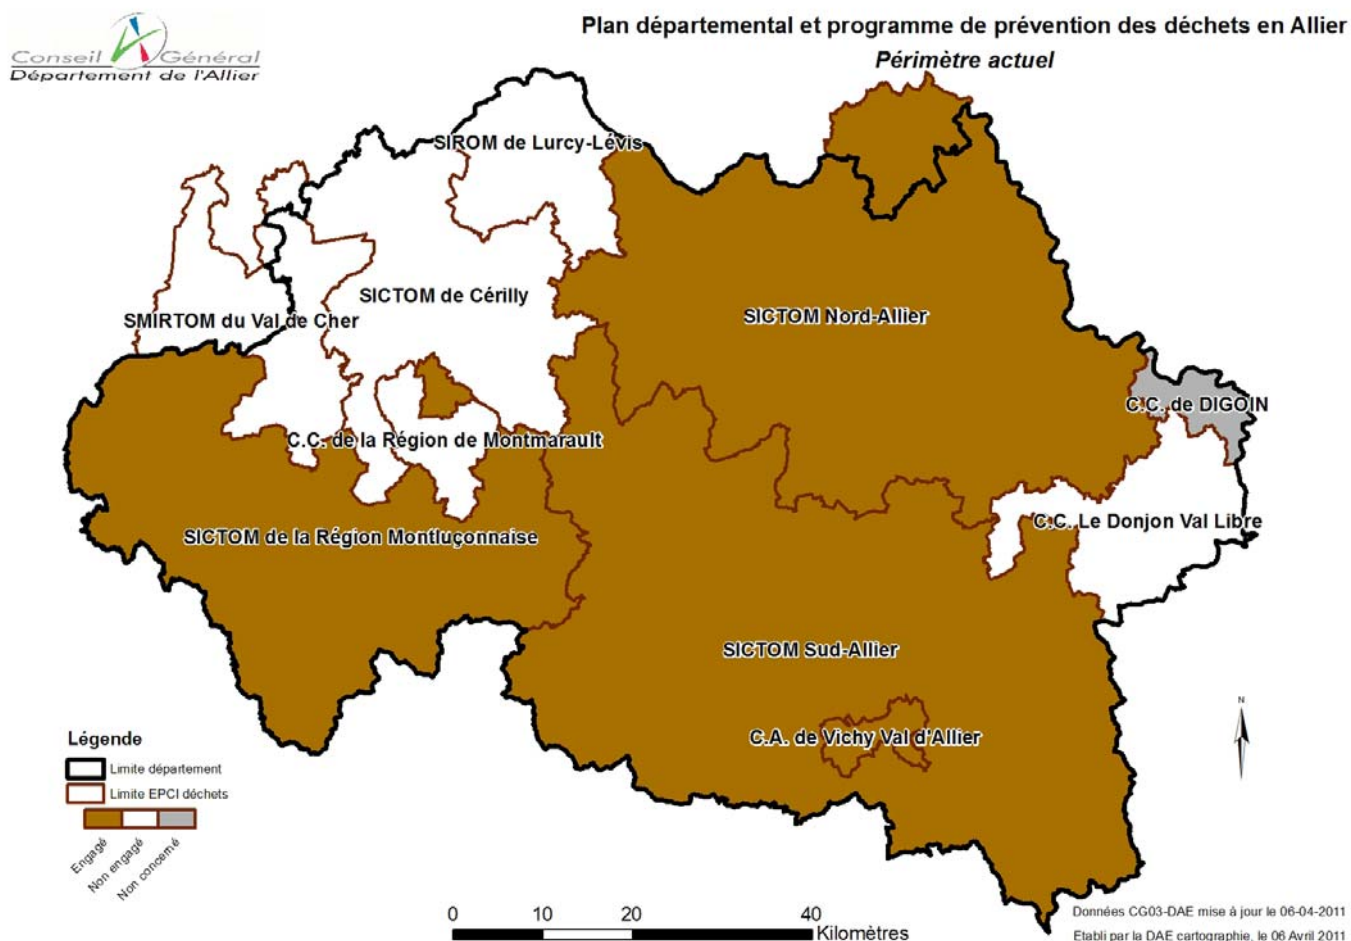 Conseil Général
Département de l'Allier
Plan départemental et programme de prévention des déchets en Allier
Périmètre actuel
SIROM de Lurcy-Lévis
SICTOM de Cérilly
SMIRTOM du Val de Cher
SICTOM Nord-Allier
C.C. de DIGOIN
C.C. de la Région de Montmarault
C.C. Le Donjon Val Libre
SICTOM de la Région Montluçonnaise
SICTOM Sud-Allier
C.A. de Vichy Val d'Allier
N
Légende
Limite département
Limite EPCI déchets
Engagé
Non engagé
Non concerné
0 10 20 40
Kilomètres
Données CG03-DAE mise à jour le 06-04-2011
Etabli par la DAE cartographie, le 06 Avril 2011